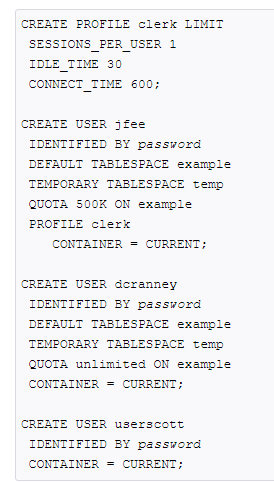 CREATE PROFILE clerk LIMIT
SESSIONS_PER_USER 1
IDLE_TIME 30
CONNECT_TIME 600;
CREATE USER jfee
IDENTIFIED BY password
DEFAULT TABLESPACE example
TEMPORARY TABLESPACE temp
QUOTA 500K ON example
PROFILE clerk
CONTAINER = CURRENT;
CREATE USER dcranney
IDENTIFIED BY password
DEFAULT TABLESPACE example
TEMPORARY TABLESPACE temp
QUOTA unlimited ON example
CONTAINER = CURRENT;
CREATE USER userscott
IDENTIFIED BY password
CONTAINER = CURRENT;